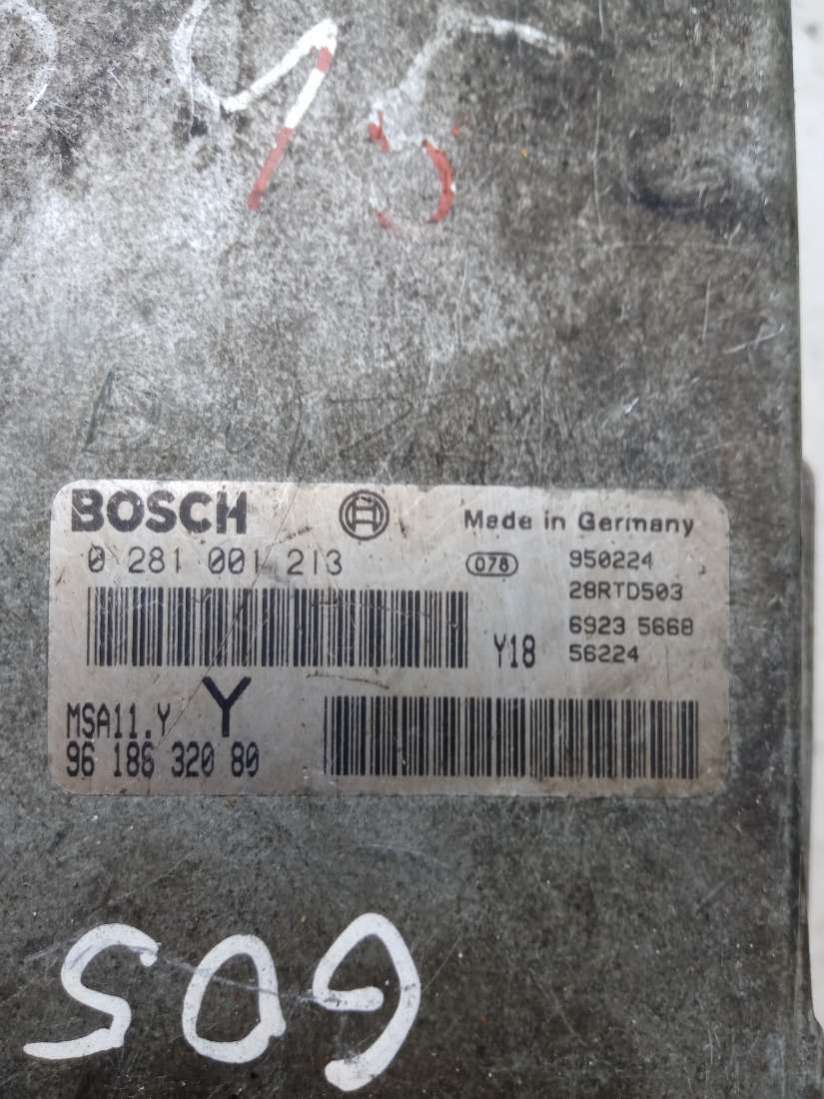 BOSCH
Made in Germany
0 281 001 213
078
950224
28RTD503
6923 5668
Y18
56224
MSA11.Y Y
96 186 320 80
605